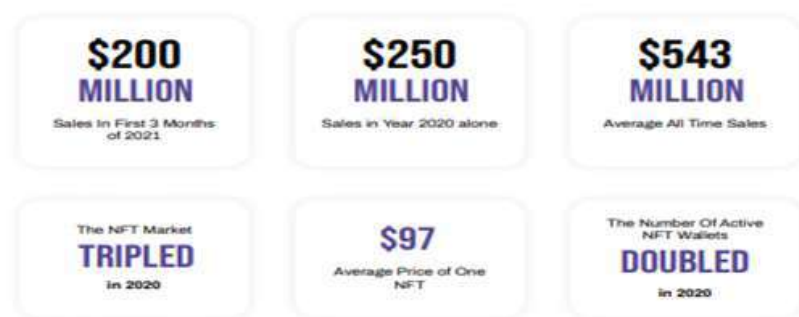 $200
MILLION
Sales In First 3 Months
of 2021
$250
MILLION
Sales in Year 2020 alone
$543
MILLION
Average All Time Sales
The NFT Market
TRIPLED
in 2020
$97
Average Price of One
NFT
The Number Of Active
NFT Wallets
DOUBLED
in 2020